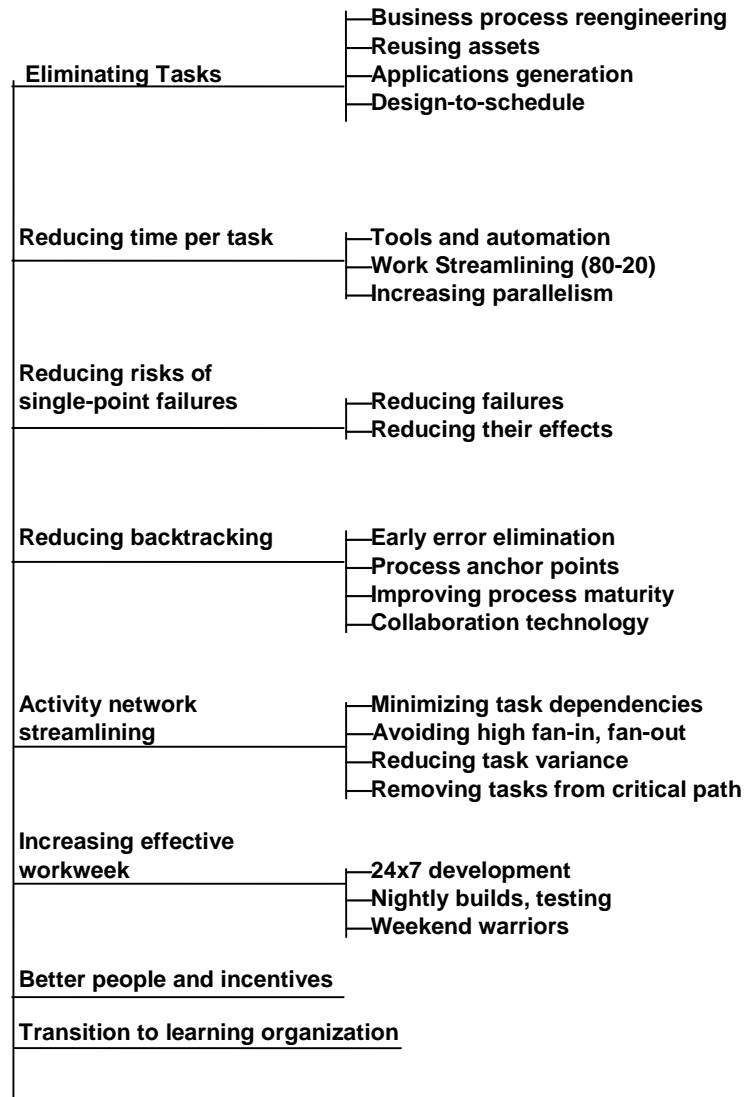 Business process reengineering
Reusing assets
Eliminating Tasks
Applications generation
Design-to-schedule
Reducing time per task
Tools and automation
Work Streamlining (80-20)
Increasing parallelism
Reducing risks of
single-point failures
Reducing failures
Reducing their effects
Reducing backtracking
Early error elimination
Process anchor points
Improving process maturity
Collaboration technology
Activity network
streamlining
Minimizing task dependencies
Avoiding high fan-in, fan-out
Reducing task variance
Removing tasks from critical path
Increasing effective
workweek
24x7 development
Nightly builds, testing
Weekend warriors
Better people and incentives
Transition to learning organization